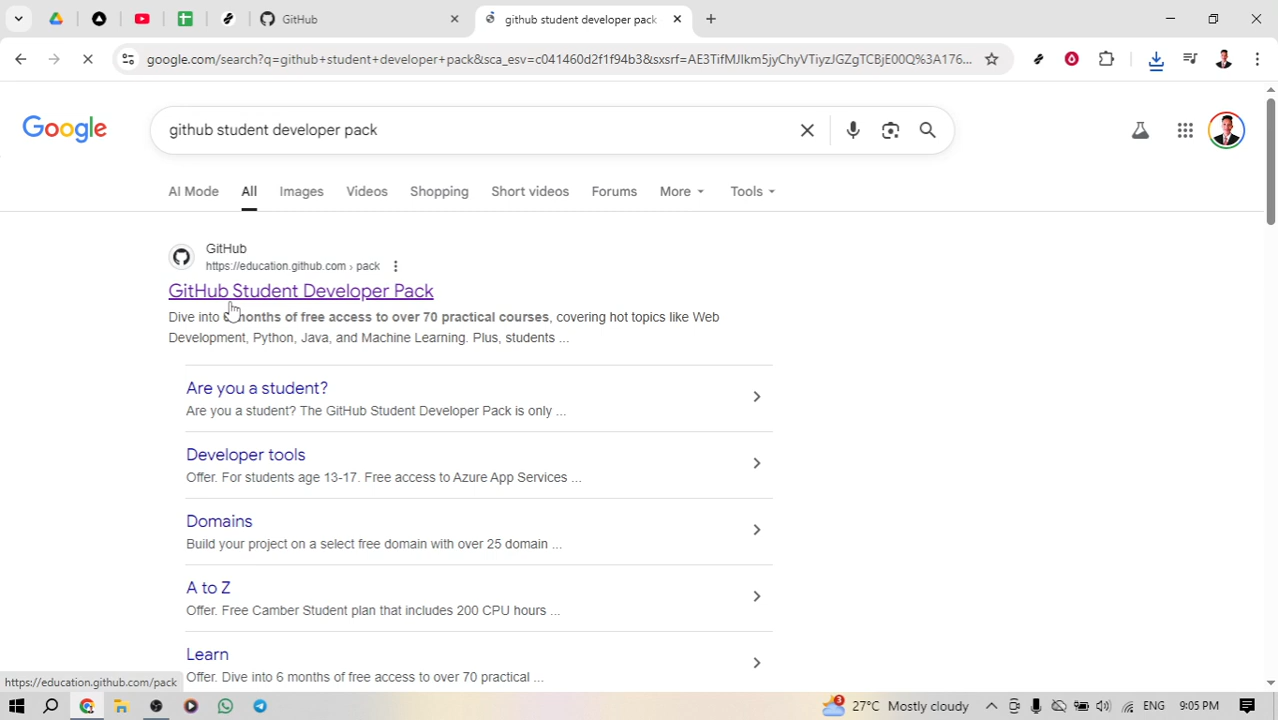 GitHub
github student developer pack
google.com/search?q=github+student+developer+pack&sca_esv=c041460d2f1f94b3&sxsrf=AE3TifMJIkm5jyChyVTiyzJGZgTCBjE00Q%3A176...
Google
github student developer pack
AI Mode
All
Images
Videos
Shopping
Short videos
Forums
More
Tools
GitHub
https://education.github.com › pack
GitHub Student Developer Pack
Dive into 6 months of free access to over 70 practical courses, covering hot topics like Web
Development, Python, Java, and Machine Learning. Plus, students ...
Are you a student?
Are you a student? The GitHub Student Developer Pack is only ...
Developer tools
Offer. For students age 13-17. Free access to Azure App Services ...
Domains
Build your project on a select free domain with over 25 domain ...
A to Z
Offer. Free Camber Student plan that includes 200 CPU hours ...
Learn
Offer. Dive into 6 months of free access to over 70 practical ...
https://education.github.com/pack
3
27°C Mostly cloudy
ENG
9:05 PM